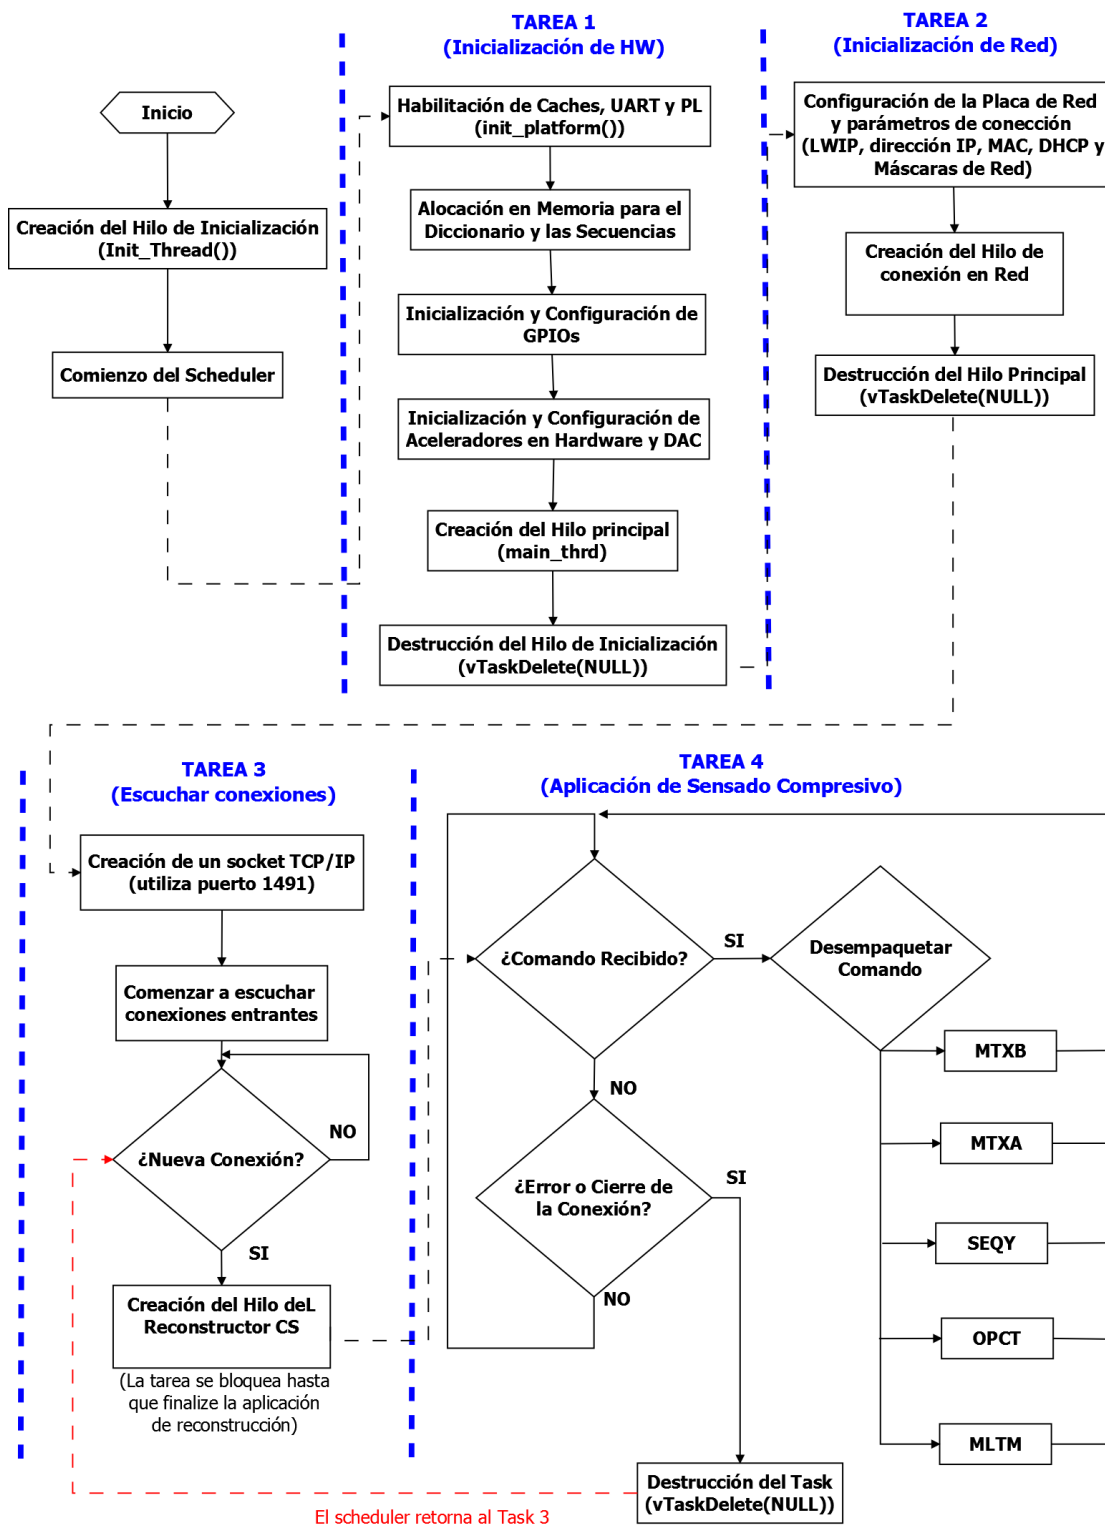 Inicio
Creación del Hilo de Inicialización
(Init_Thread())
Comienzo del Scheduler
TAREA 1
(Inicialización de HW)
Habilitación de Caches, UART y PL
(init_platform())
Alocación en Memoria para el
Diccionario y las Secuencias
Inicialización y Configuración de
GPIOs
Inicialización y Configuración de
Aceleradores en Hardware y DAC
Creación del Hilo principal
(main_thrd)
Destrucción del Hilo de Inicialización
(vTaskDelete(NULL))
TAREA 2
(Inicialización de Red)
Configuración de la Placa de Red
y parámetros de conección
(LWIP, dirección IP, MAC, DHCP y
Máscaras de Red)
Creación del Hilo de
conexión en Red
Destrucción del Hilo Principal
(vTaskDelete(NULL))
TAREA 3
(Escuchar conexiones)
Creación de un socket TCP/IP
(utiliza puerto 1491)
Comenzar a escuchar
conexiones entrantes
¿Nueva Conexión?
NO
SI
Creación del Hilo deL
Reconstructor CS
(La tarea se bloquea hasta
que finalize la aplicación
de reconstrucción)
TAREA 4
(Aplicación de Sensado Compresivo)
¿Comando Recibido?
SI
Desempaquetar
Comando
NO
¿Error o Cierre de
la Conexión?
SI
NO
MTXB
MTXA
SEQY
OPCT
MLTM
Destrucción del Task
(vTaskDelete(NULL))
El scheduler retorna al Task 3